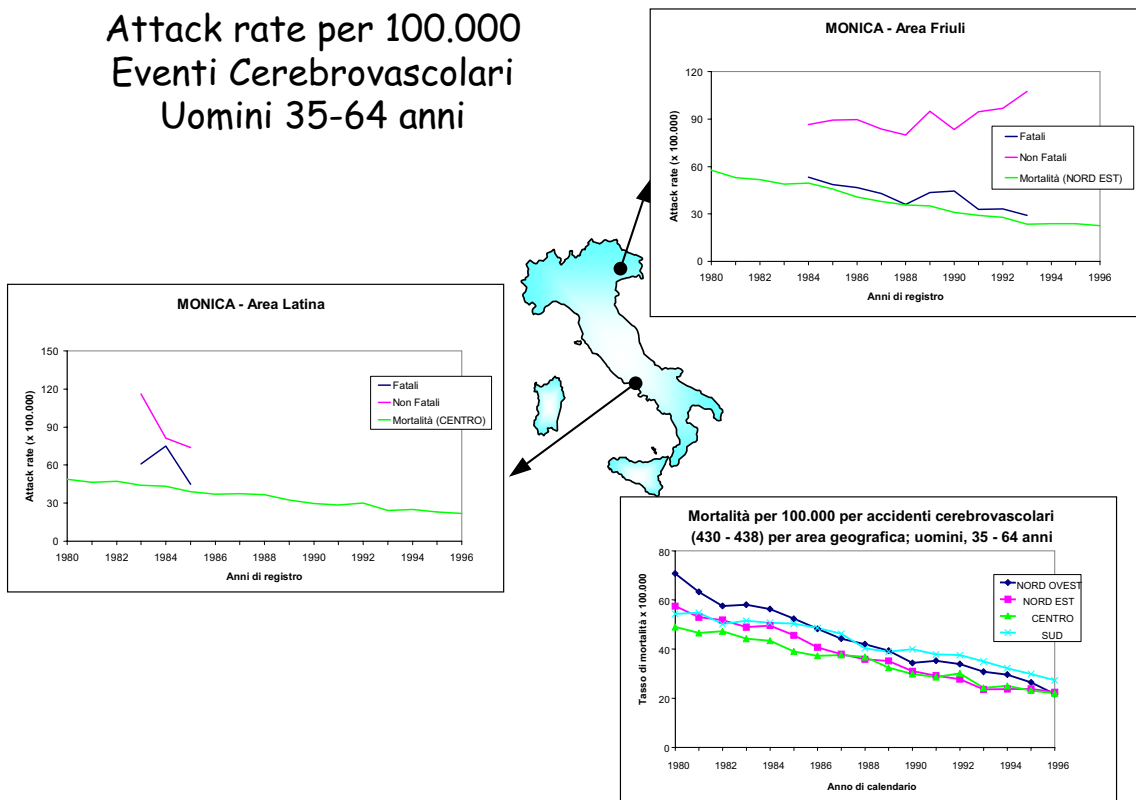 Attack rate per 100.000
Eventi Cerebrovascolari
Uomini 35-64 anni
MONICA - Area Friuli
120
90
60
30
0
Attack rate (x 100.000)
1980 1982 1984 1986 1988 1990 1992 1994 1996
Anni di registro
Fatali
Non Fatali
Mortalità (NORD EST)
MONICA - Area Latina
150
120
90
60
30
0
Attack rate (x 100.000)
1980 1982 1984 1986 1988 1990 1992 1994 1996
Anni di registro
Fatali
Non Fatali
Mortalità (CENTRO)
Mortalità per 100.000 per accidenti cerebrovascolari
(430 - 438) per area geografica; uomini, 35 - 64 anni
80
60
40
20
0
Tasso di mortalità x 100.000
1980 1982 1984 1986 1988 1990 1992 1994 1996
Anno di calendario
NORD OVEST
NORD EST
CENTRO
SUD